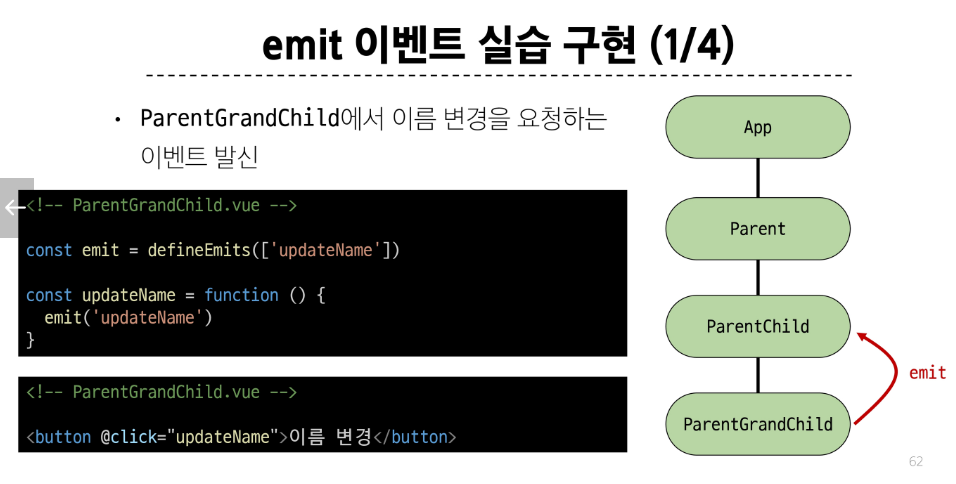 emit 이벤트 실습 구현 (1/4)
• ParentGrandChild에서 이름 변경을 요청하는
이벤트 발신
<!-- ParentGrandChild.vue -->
const emit = defineEmits(['updateName'])
const updateName = function () {
  emit('updateName')
}
<!-- ParentGrandChild.vue -->
<button @click="updateName">이름 변경</button>
App
Parent
ParentChild
emit
ParentGrandChild
62